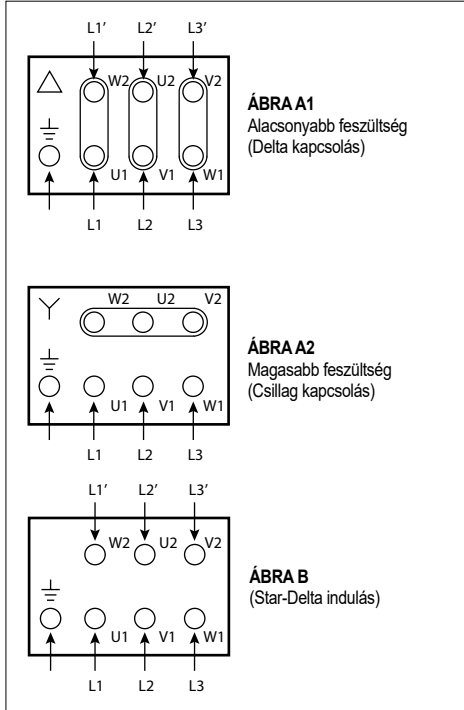 L1’ L2’ L3’
W2 U2 V2
U1 V1 W1
L1 L2 L3
ÁBRA A1
Alacsonyabb feszültség
(Delta kapcsolás)
W2 U2 V2
U1 V1 W1
L1 L2 L3
ÁBRA A2
Magasabb feszültség
(Csillag kapcsolás)
L1’ L2’ L3’
W2 U2 V2
U1 V1 W1
L1 L2 L3
ÁBRA B
(Star-Delta indulás)